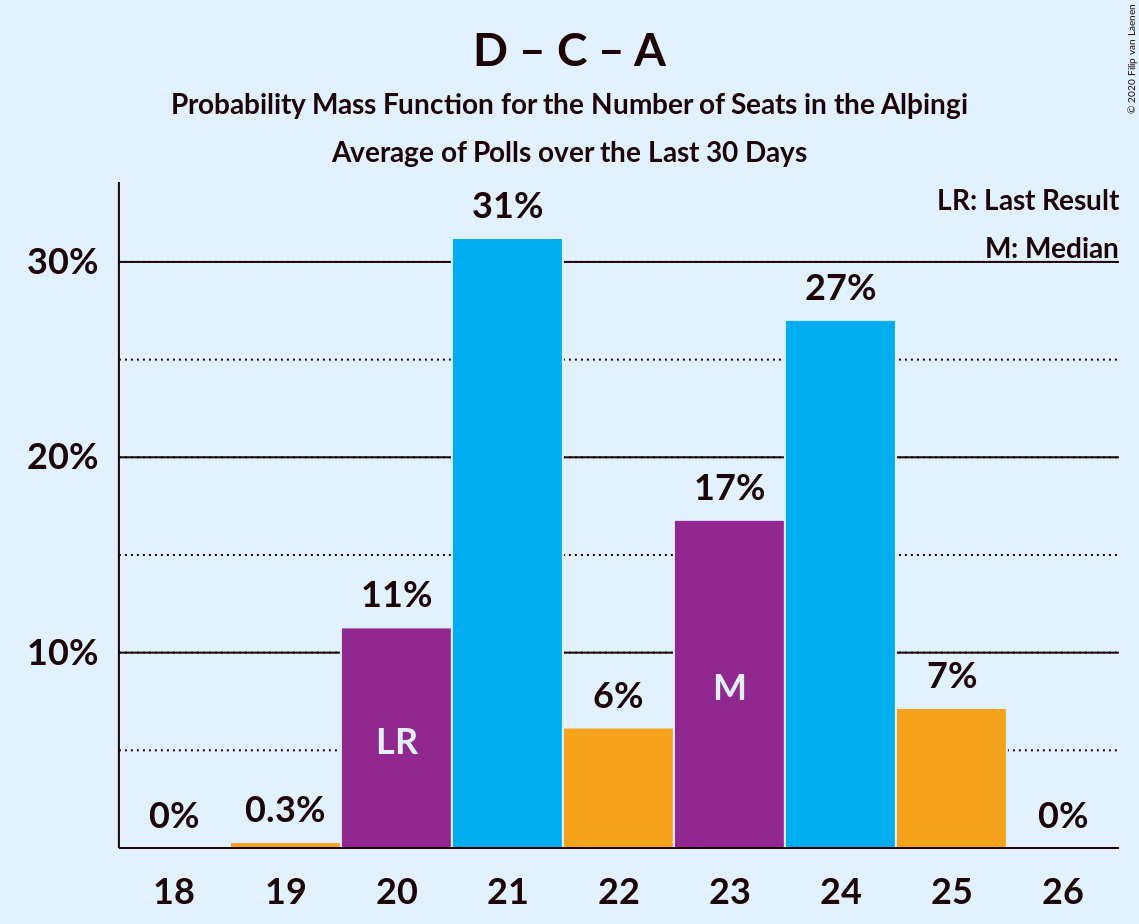 D – C – A
Probability Mass Function for the Number of Seats in the Alþingi
Average of Polls over the Last 30 Days
© 2020 Filip van Laenen
LR: Last Result
M: Median
30%
20%
10%
0%
0.3%
11%
31%
6%
17%
27%
7%
0%
LR
M
18 19 20 21 22 23 24 25 26